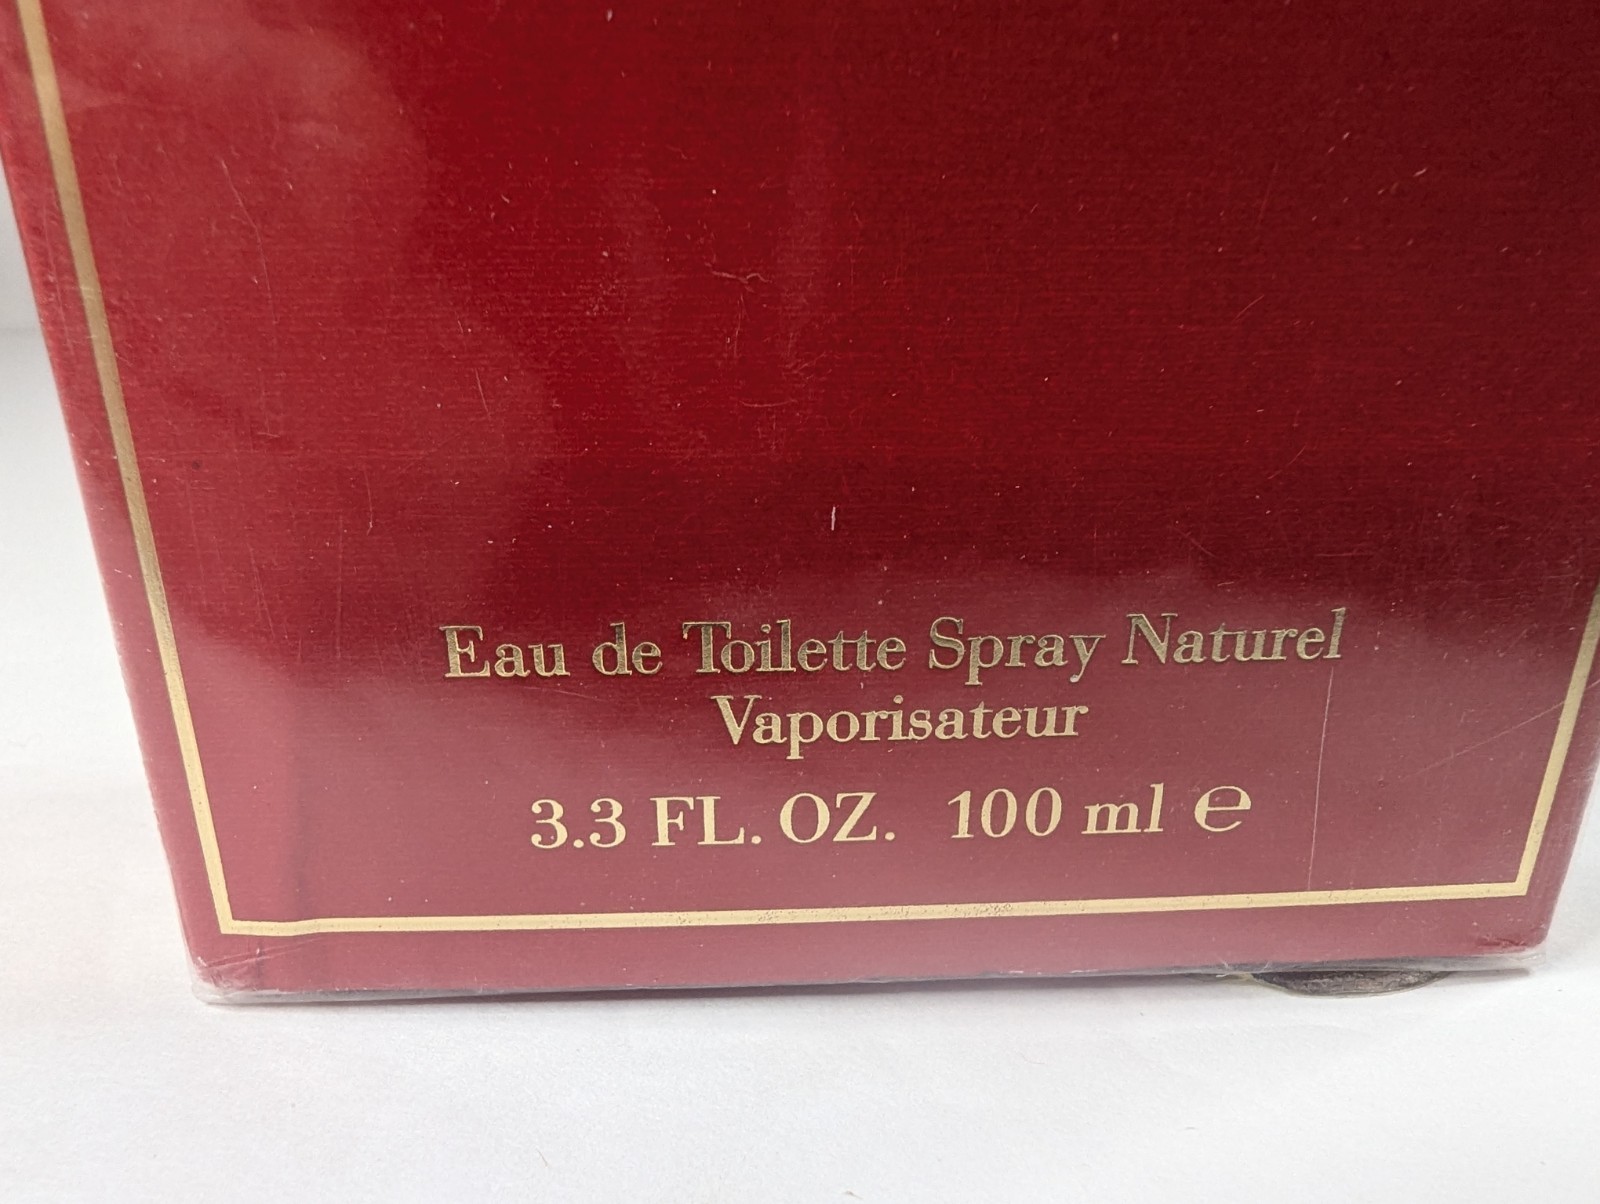 Eau de Toilette Spray Naturel
Vaporisateur
3.3 FL. OZ. 100 ml ℮